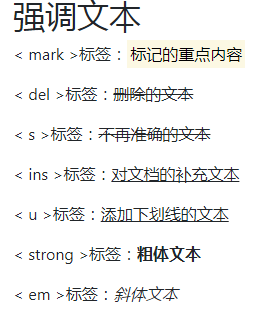 强调文本
< mark >标签： 标记的重点内容
< del >标签：删除的文本
< s >标签：不再准确的文本
< ins >标签：对文档的补充文本
< u >标签：添加下划线的文本
< strong >标签：粗体文本
< em >标签：斜体文本